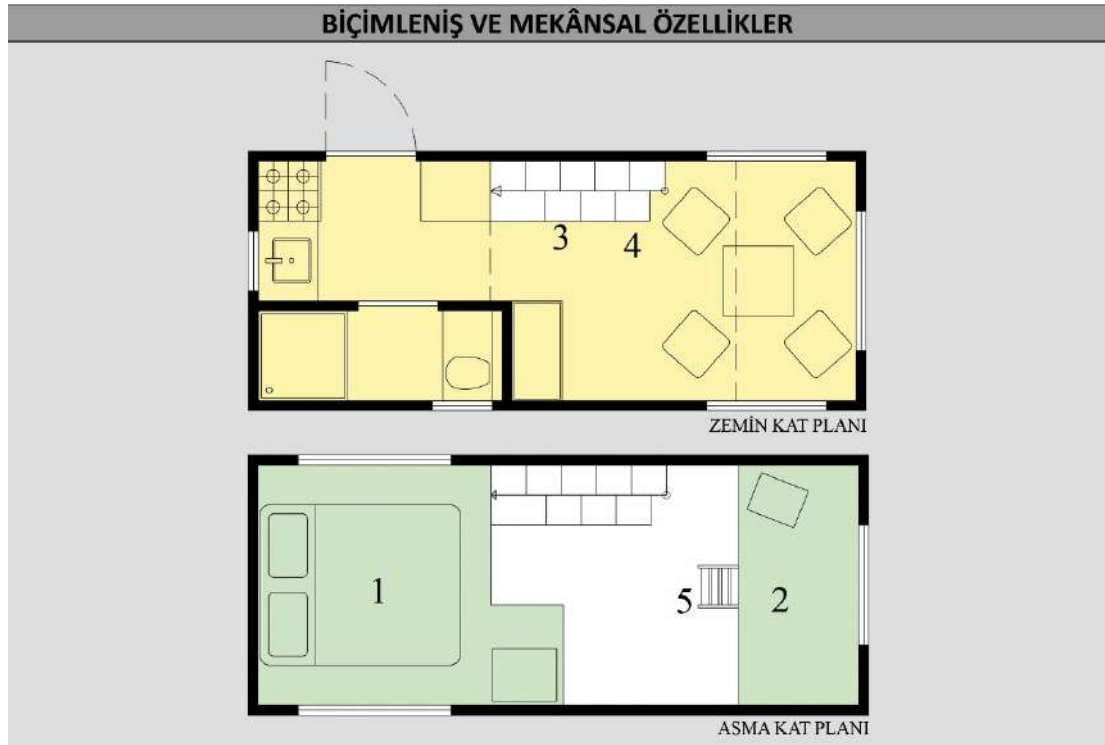 BİÇİMLENİŞ VE MEKÂNSAL ÖZELLİKLER
3
4
ZEMİN KAT PLANI
1
5
2
ASMA KAT PLANI